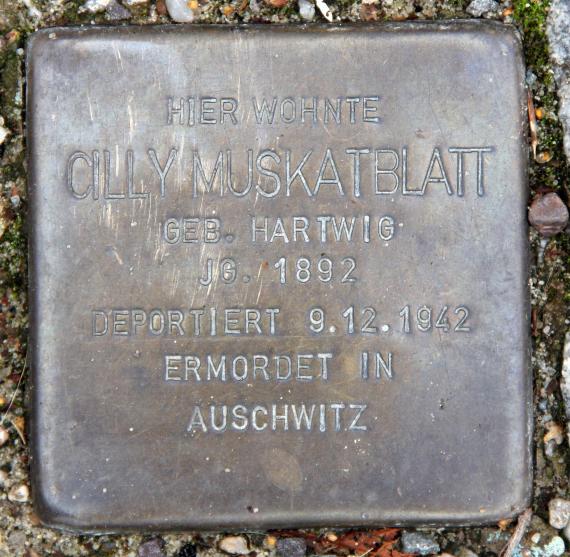 HIER WOHNTE
CILLY MUSKATBLATT
GEB. HARTWIG
JG. 1892
DEPORTIERT 9.12.1942
ERMORDET IN
AUSCHWITZ